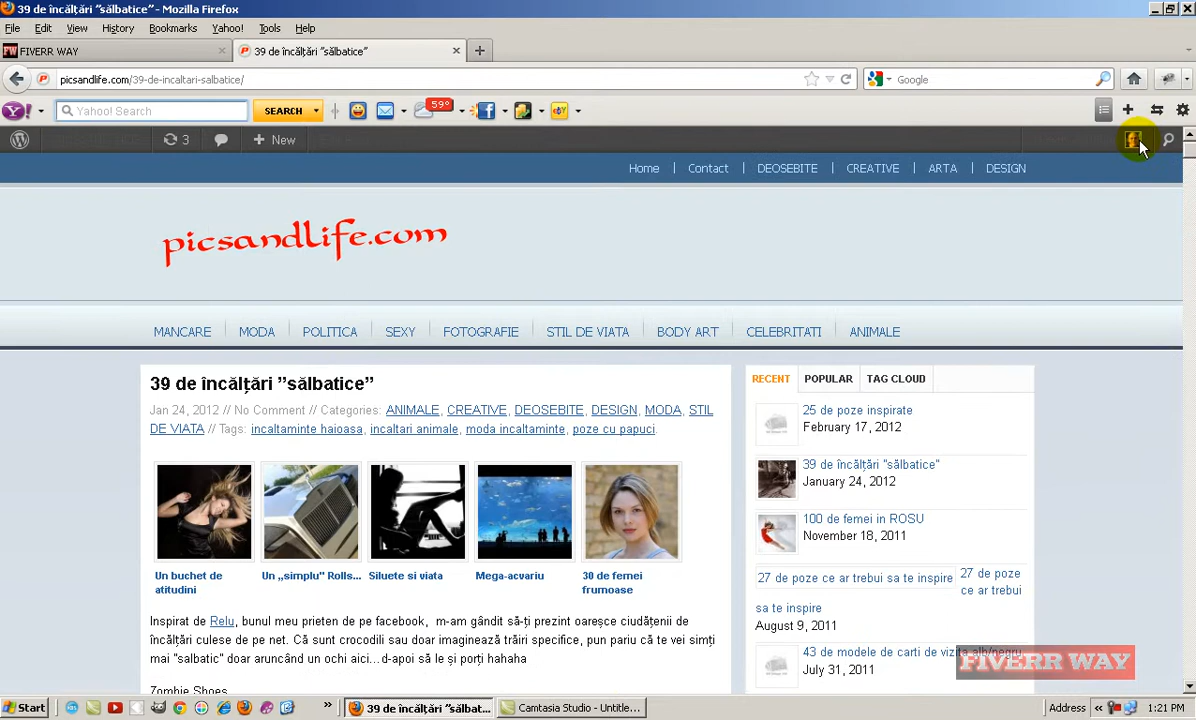 39 de încălțări ”sălbatice” - Mozilla Firefox
File Edit View History Bookmarks Yahoo! Tools Help
FW FIVERR WAY
39 de încălțări ”sălbatice”
picsandlife.com/39-de-incaltari-salbatice/
Google
Y! Yahoo! Search SEARCH 59°
3 New
Home Contact DEOSEBITE CREATIVE ARTA DESIGN
picsandlife.com
MANCARE MODA POLITICA SEXY FOTOGRAFIE STIL DE VIATA BODY ART CELEBRITATI ANIMALE
39 de încălțări ”sălbatice”
Jan 24, 2012 // No Comment // Categories: ANIMALE, CREATIVE, DEOSEBITE, DESIGN, MODA, STIL
DE VIATA // Tags: incaltaminte haioasa, incaltari animale, moda incaltaminte, poze cu papuci.
Un buchet de atitudini
Un „simplu” Rolls...
Siluete si viata
Mega-acvariu
30 de femei frumoase
Inspirat de Relu, bunul meu prieten de pe facebook, m-am gândit să-ți prezint oareșce ciudățenii de
încălțări culese de pe net. Că sunt crocodili sau doar imaginează trăiri specifice, pun pariu că te vei simți
mai "salbatic" doar aruncând un ochi aici...d-apoi să le și porți hahaha
Zombie Shoes
RECENT POPULAR TAG CLOUD
25 de poze inspirate
February 17, 2012
39 de încălțări ”sălbatice”
January 24, 2012
100 de femei in ROSU
November 18, 2011
27 de poze ce ar trebui sa te inspire 27 de poze
ce ar trebui
sa te inspire
August 9, 2011
43 de modele de carti de vizita alb/negru
July 31, 2011
FIVERR WAY
Start
39 de încălțări ”sălbat...
Camtasia Studio - Untitle...
Address
1:21 PM